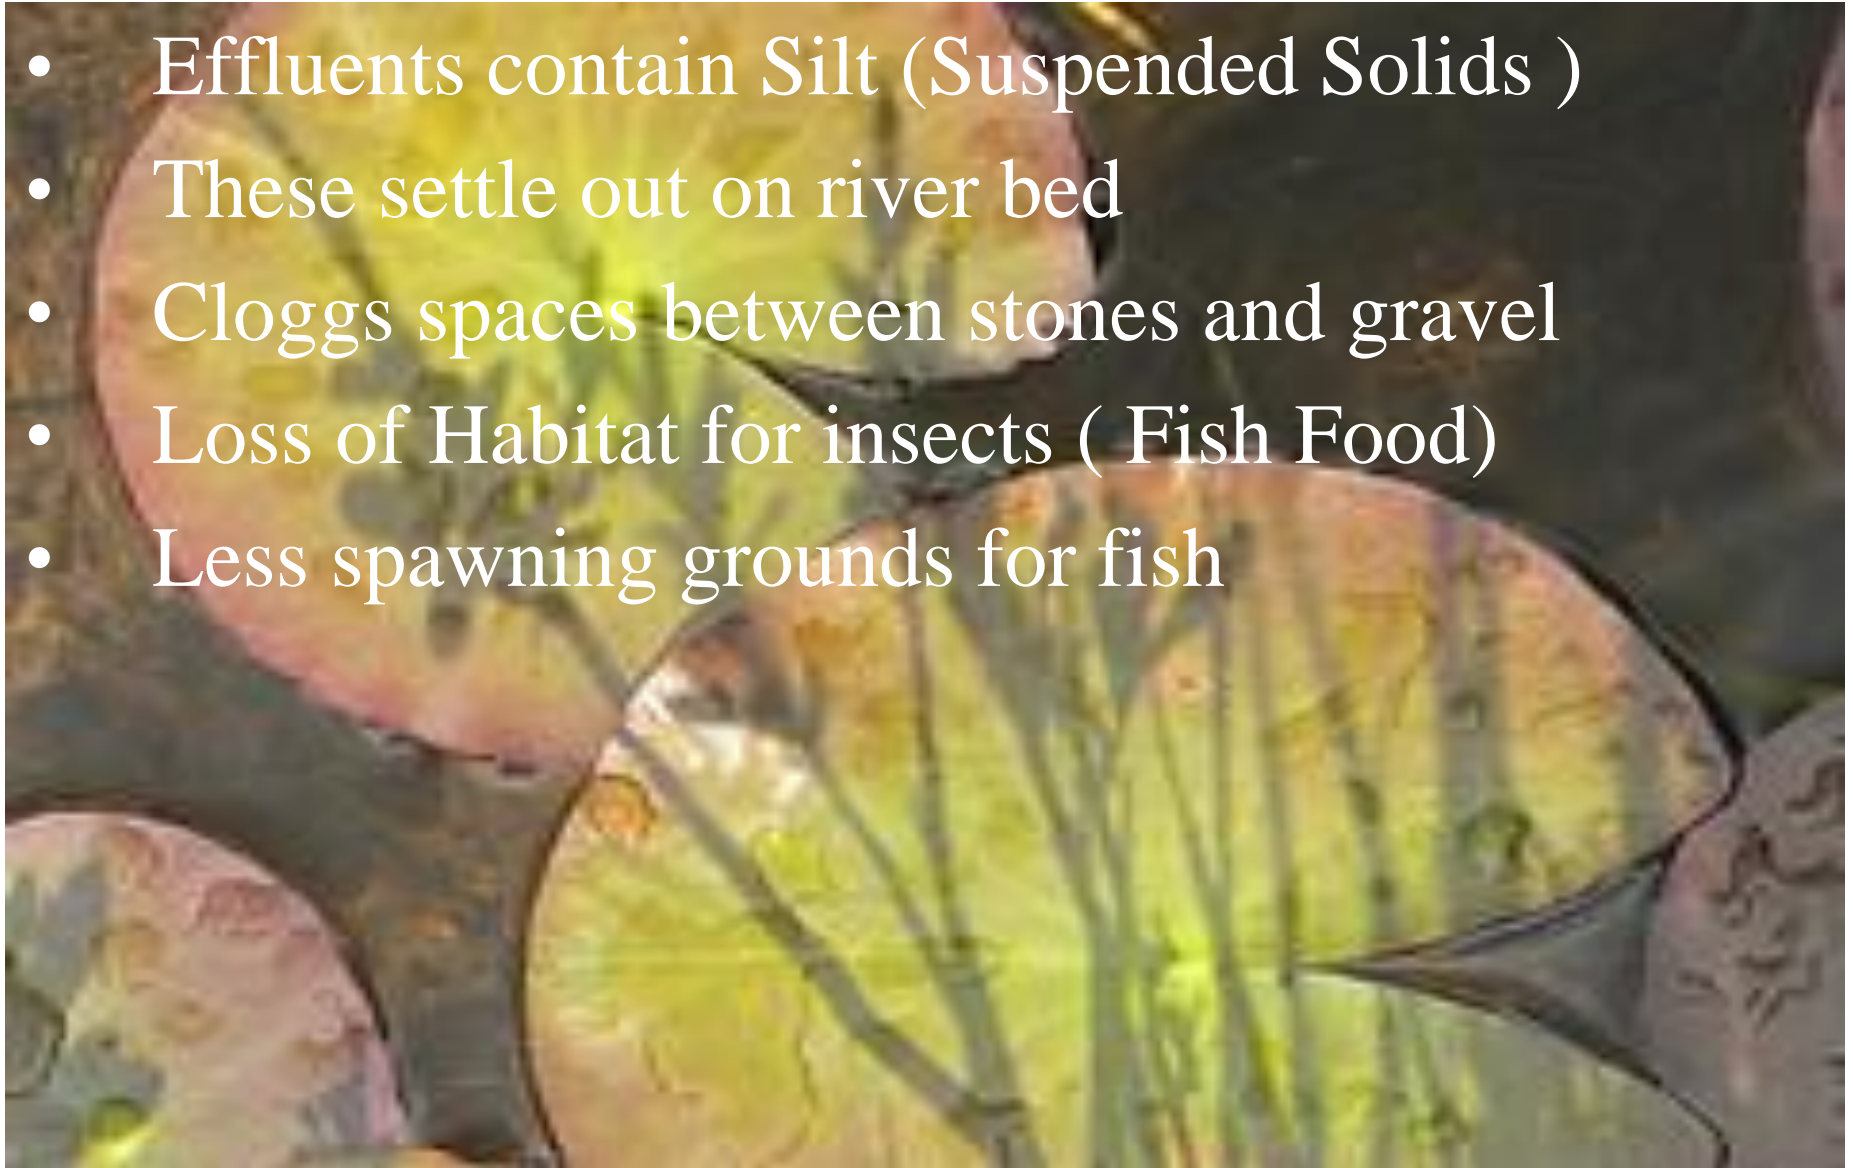 • Effluents contain Silt (Suspended Solids )
• These settle out on river bed
• Cloggs spaces between stones and gravel
• Loss of Habitat for insects ( Fish Food)
• Less spawning grounds for fish